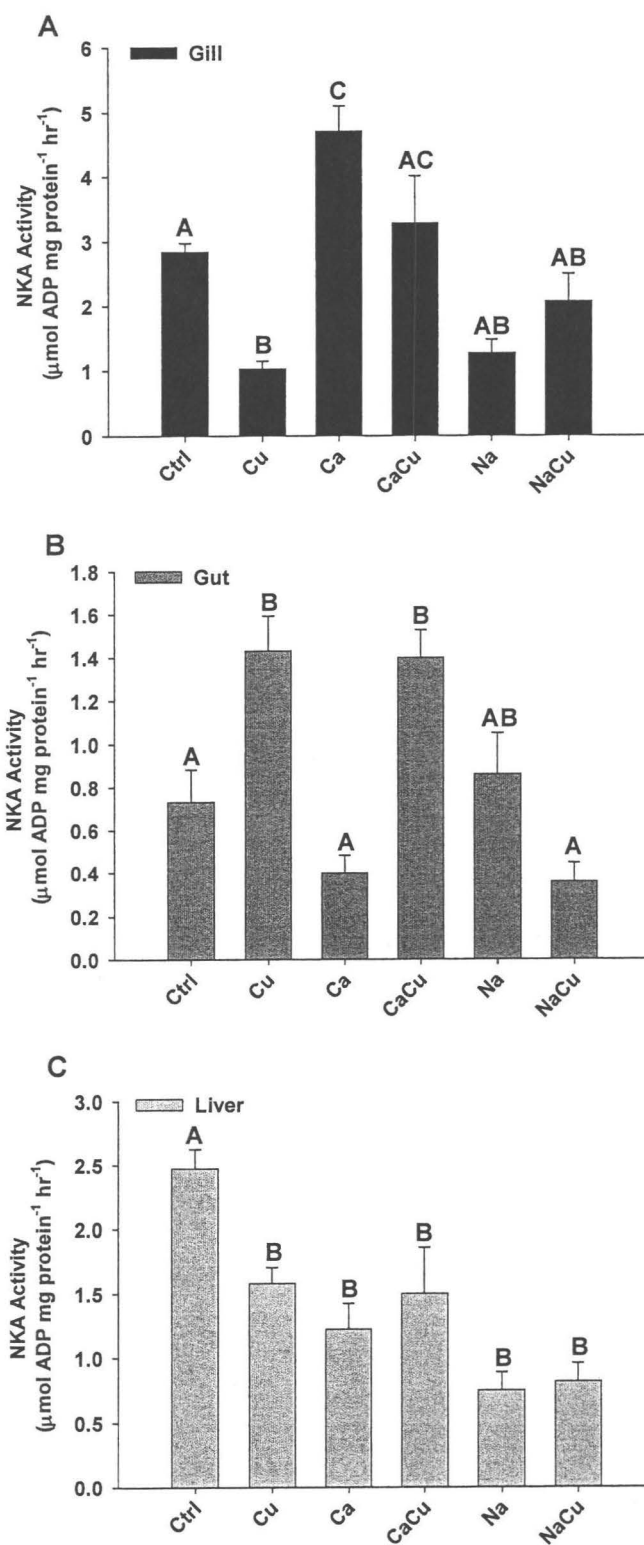 A
Gill
NKA Activity
(µmol ADP mg protein⁻¹ hr⁻¹)
6
5
4
3
2
1
0
A
B
C
AC
AB
AB
Ctrl
Cu
Ca
CaCu
Na
NaCu
B
Gut
NKA Activity
(µmol ADP mg protein⁻¹ hr⁻¹)
1.8
1.6
1.4
1.2
1.0
0.8
0.6
0.4
0.2
0.0
A
B
A
B
AB
A
Ctrl
Cu
Ca
CaCu
Na
NaCu
C
Liver
NKA Activity
(µmol ADP mg protein⁻¹ hr⁻¹)
3.0
2.5
2.0
1.5
1.0
0.5
0.0
A
B
B
B
B
B
Ctrl
Cu
Ca
CaCu
Na
NaCu